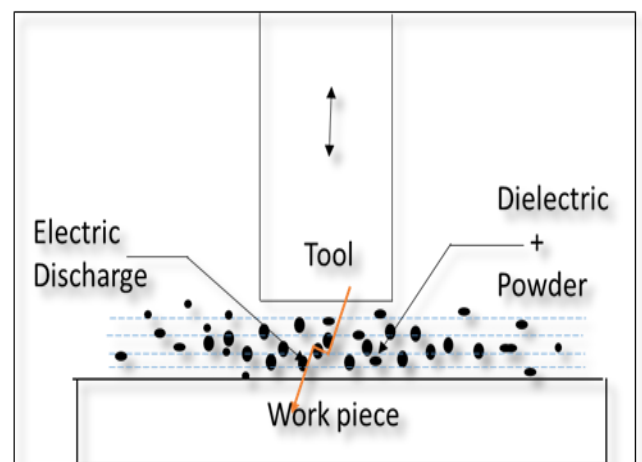 Electric
Discharge
Tool
Dielectric
+
Powder
Work piece